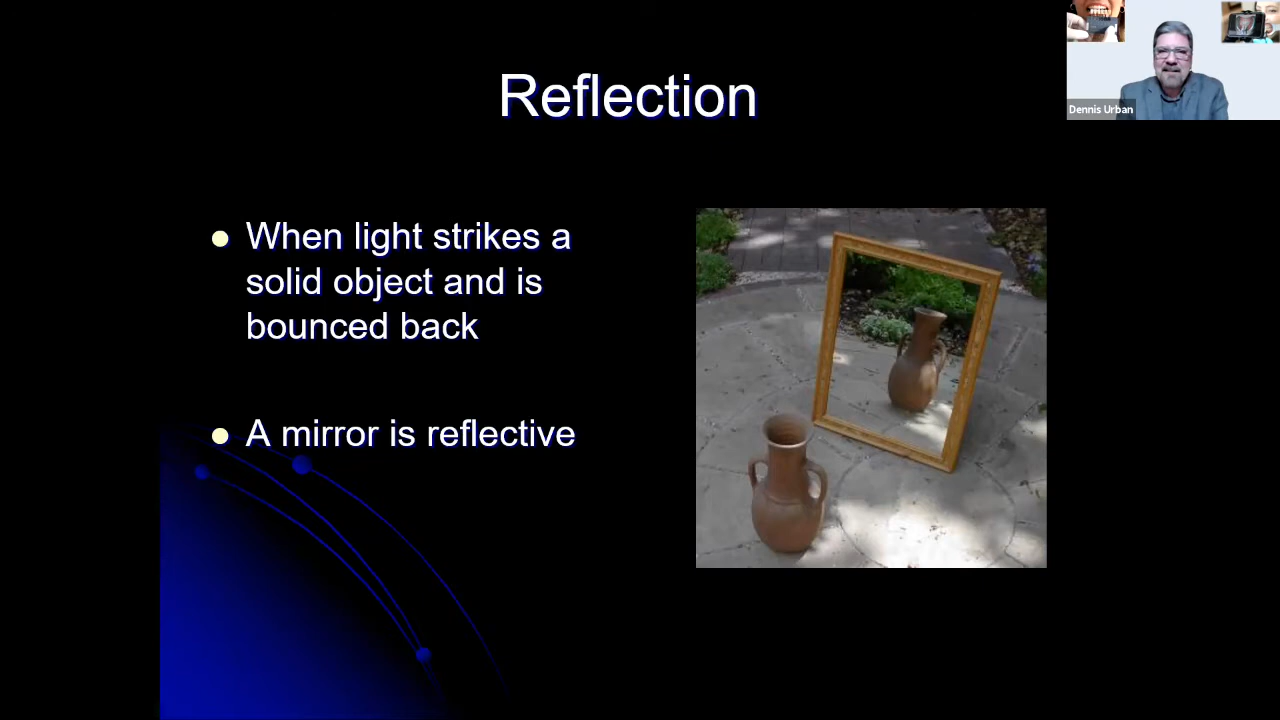 Reflection
When light strikes a
solid object and is
bounced back
A mirror is reflective
Dennis Urban